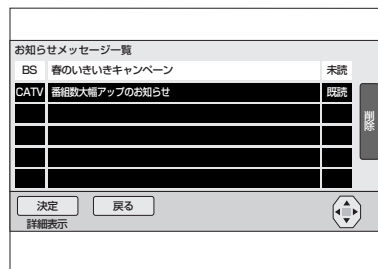 お知らせメッセージ一覧
BS 春のいきいきキャンペーン 未読
CATV 番組数大幅アップのお知らせ 既読
削除
決定 戻る
詳細表示